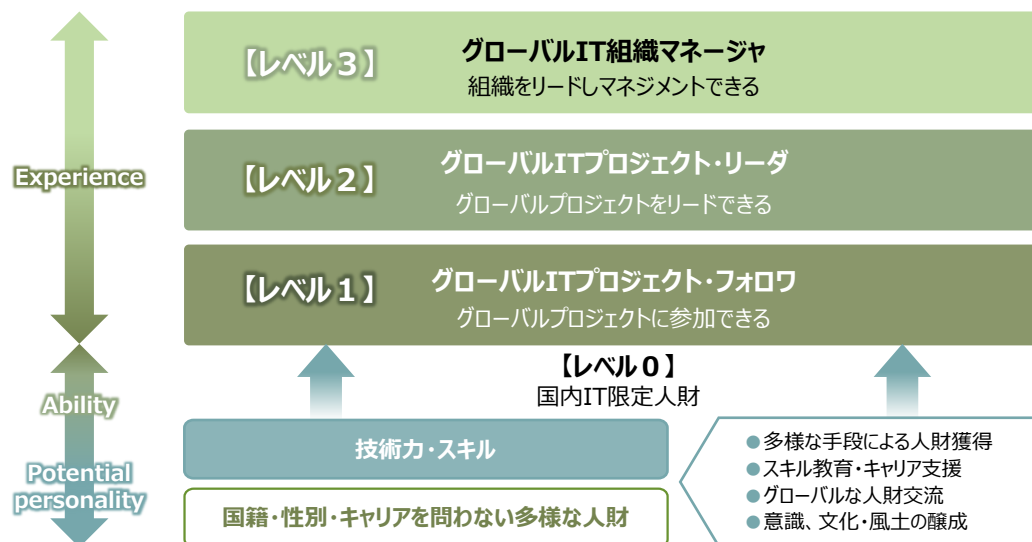 【レベル３】
グローバルIT組織マネージャ
組織をリードしマネジメントできる
Experience
【レベル２】
グローバルITプロジェクト・リーダ
グローバルプロジェクトをリードできる
【レベル１】
グローバルITプロジェクト・フォロワ
グローバルプロジェクトに参加できる
【レベル０】
国内IT限定人財
Ability
技術力・スキル
Potential
personality
国籍・性別・キャリアを問わない多様な人財
●多様な手段による人財獲得
●スキル教育・キャリア支援
●グローバルな人財交流
●意識、文化・風土の醸成